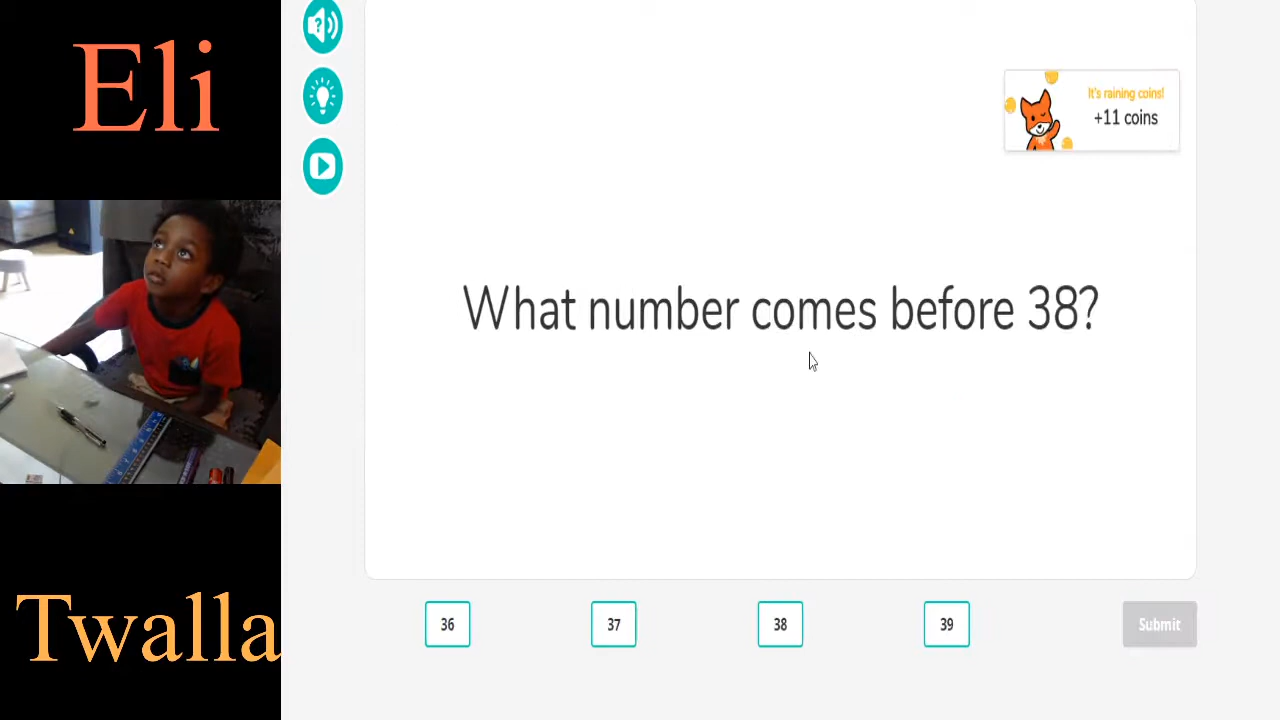 Eli
It's raining coins!
+11 coins
What number comes before 38?
36
37
38
39
Submit
Twalla